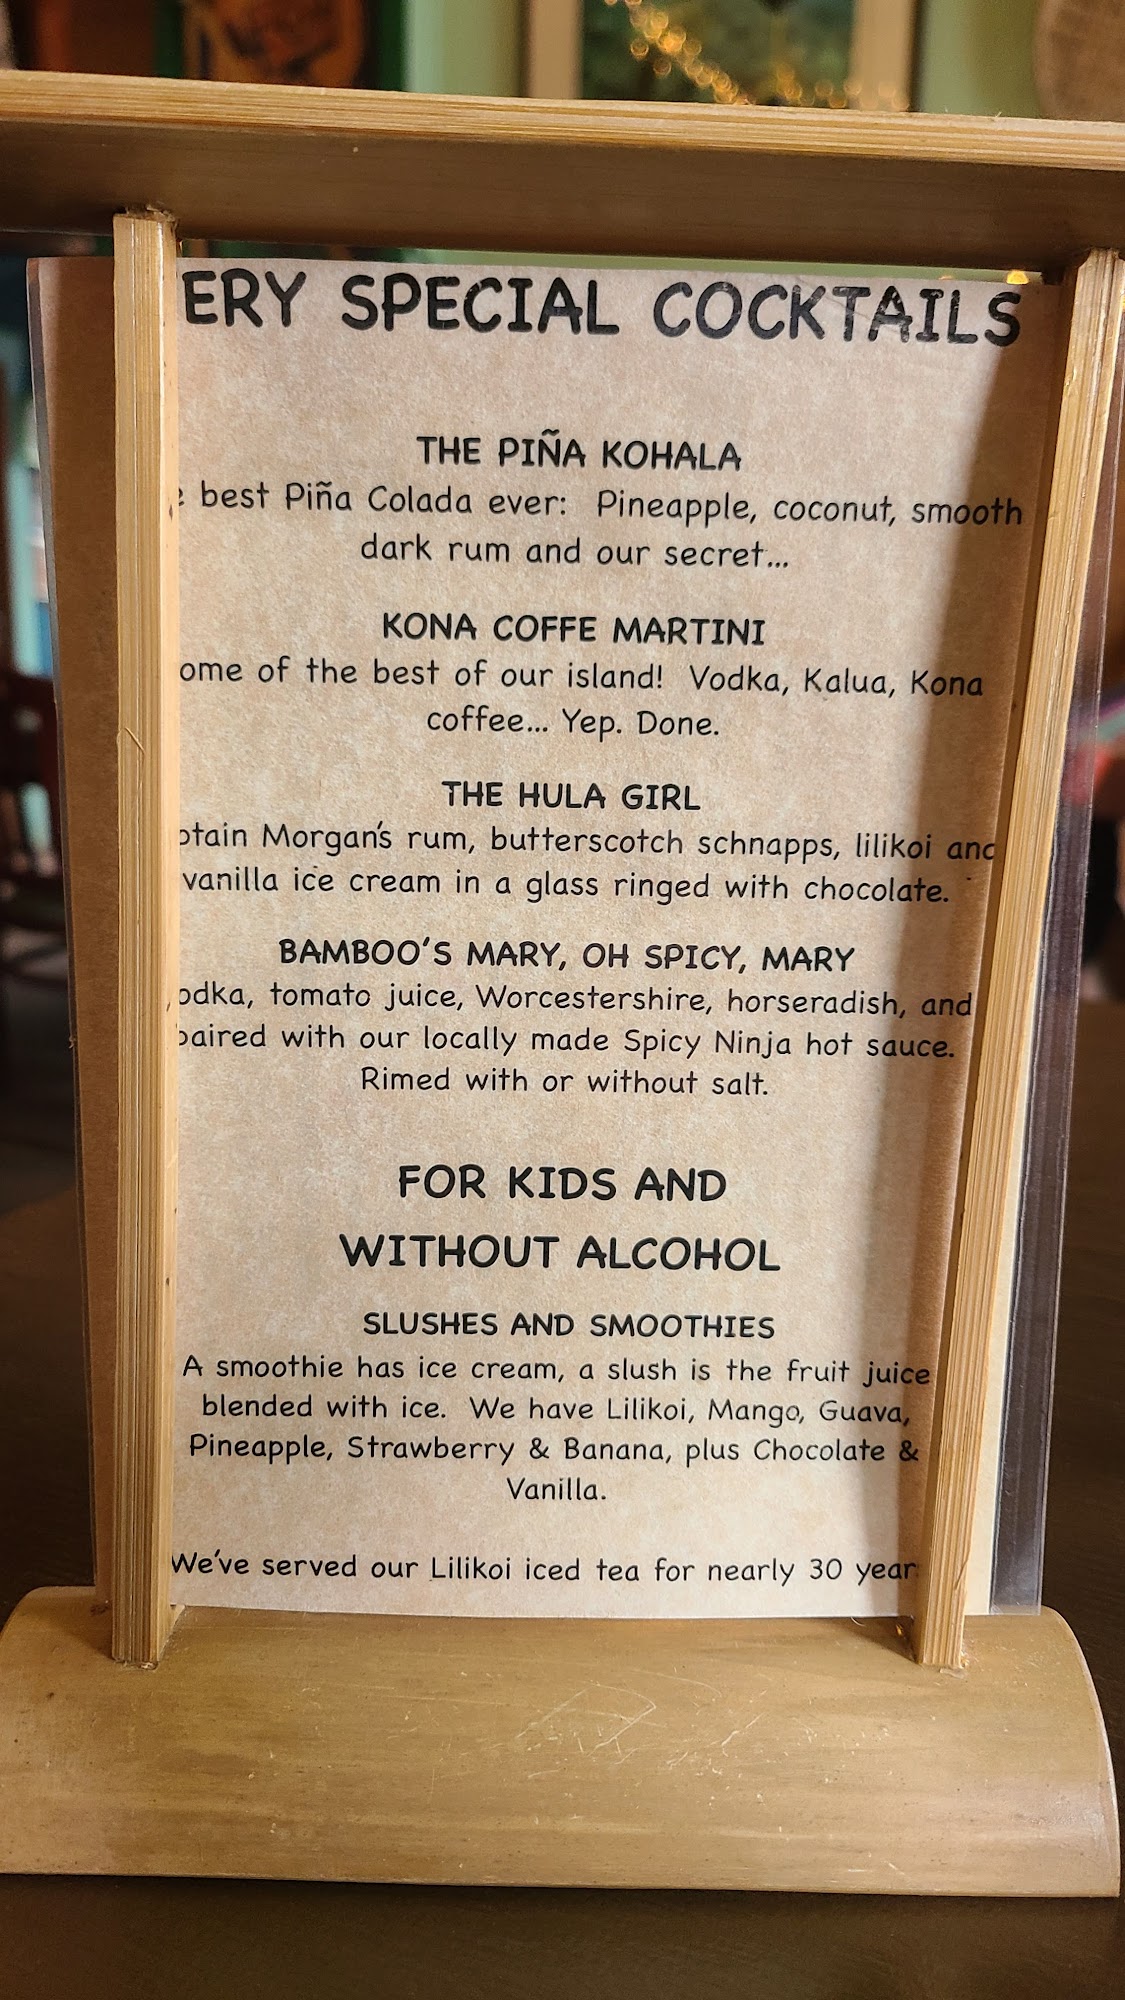 ERY SPECIAL COCKTAILS
THE PIÑA KOHALA
e best Piña Colada ever: Pineapple, coconut, smooth
dark rum and our secret...
KONA COFFE MARTINI
ome of the best of our island! Vodka, Kalua, Kona
coffee... Yep. Done.
THE HULA GIRL
ptain Morgan's rum, butterscotch schnapps, lilikoi and
vanilla ice cream in a glass ringed with chocolate.
BAMBOO'S MARY, OH SPICY, MARY
odka, tomato juice, Worcestershire, horseradish, and
paired with our locally made Spicy Ninja hot sauce.
Rimed with or without salt.
FOR KIDS AND
WITHOUT ALCOHOL
SLUSHES AND SMOOTHIES
A smoothie has ice cream, a slush is the fruit juice
blended with ice. We have Lilikoi, Mango, Guava,
Pineapple, Strawberry & Banana, plus Chocolate &
Vanilla.
We've served our Lilikoi iced tea for nearly 30 year